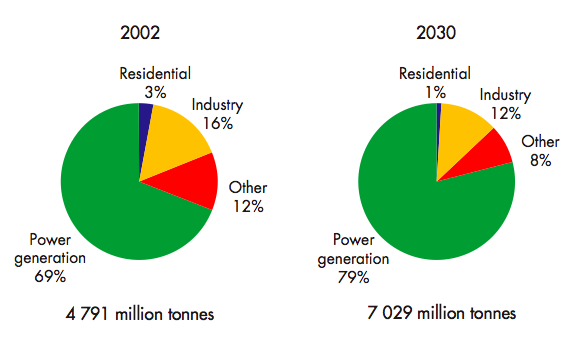 2002
Residential
3%
Industry
16%
Other
12%
Power
generation
69%
4 791 million tonnes
2030
Residential
1%
Industry
12%
Other
8%
Power
generation
79%
7 029 million tonnes